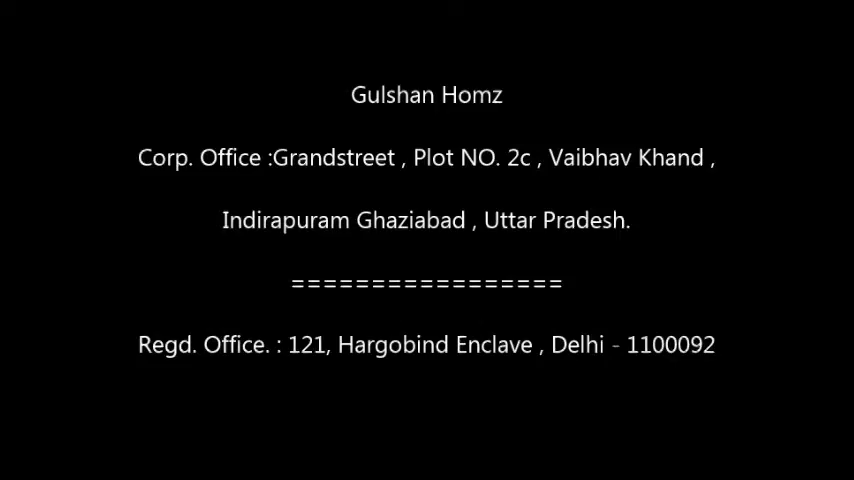 Gulshan Homz
Corp. Office :Grandstreet , Plot NO. 2c , Vaibhav Khand ,
Indirapuram Ghaziabad , Uttar Pradesh.
=================
Regd. Office. : 121, Hargobind Enclave , Delhi - 1100092